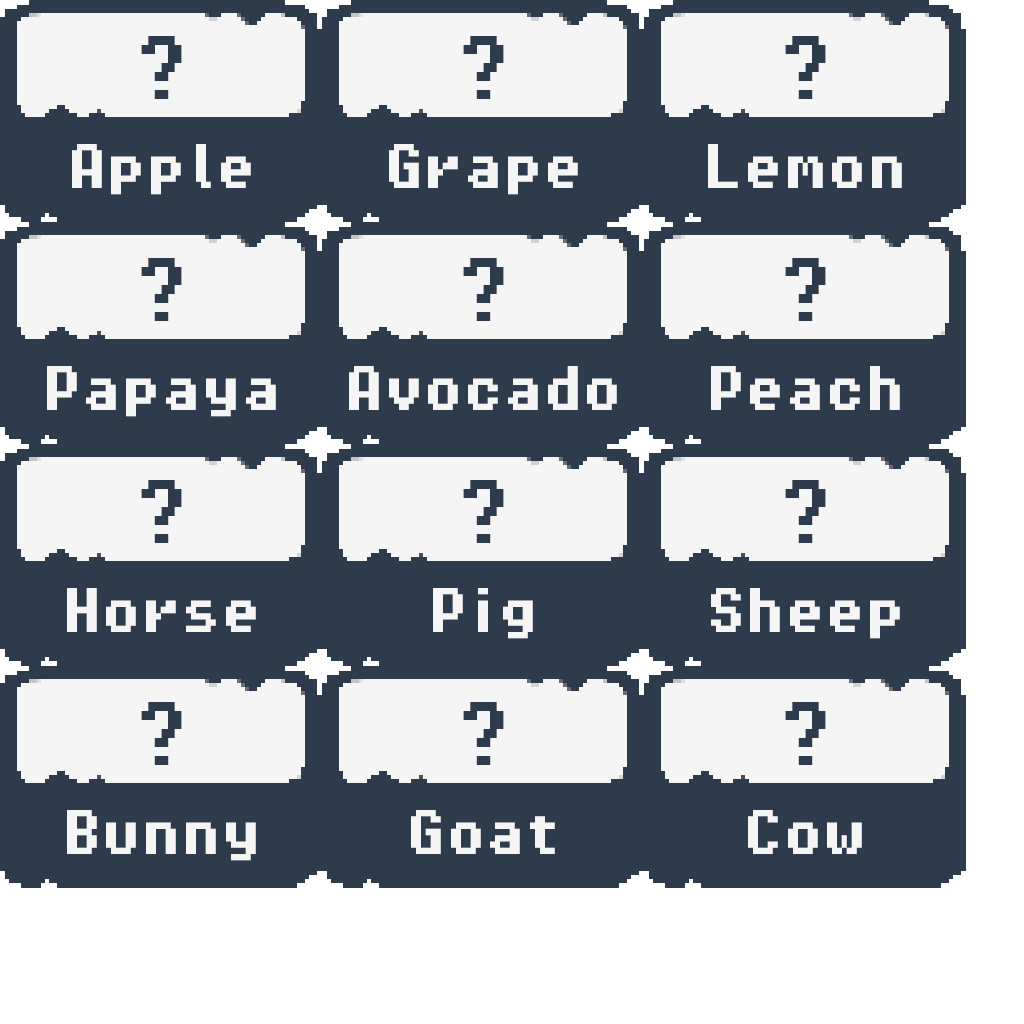 ? ? ?
Apple Grape Lemon
? ? ?
Papaya Avocado Peach
? ? ?
Horse Pig Sheep
? ? ?
Bunny Goat Cow